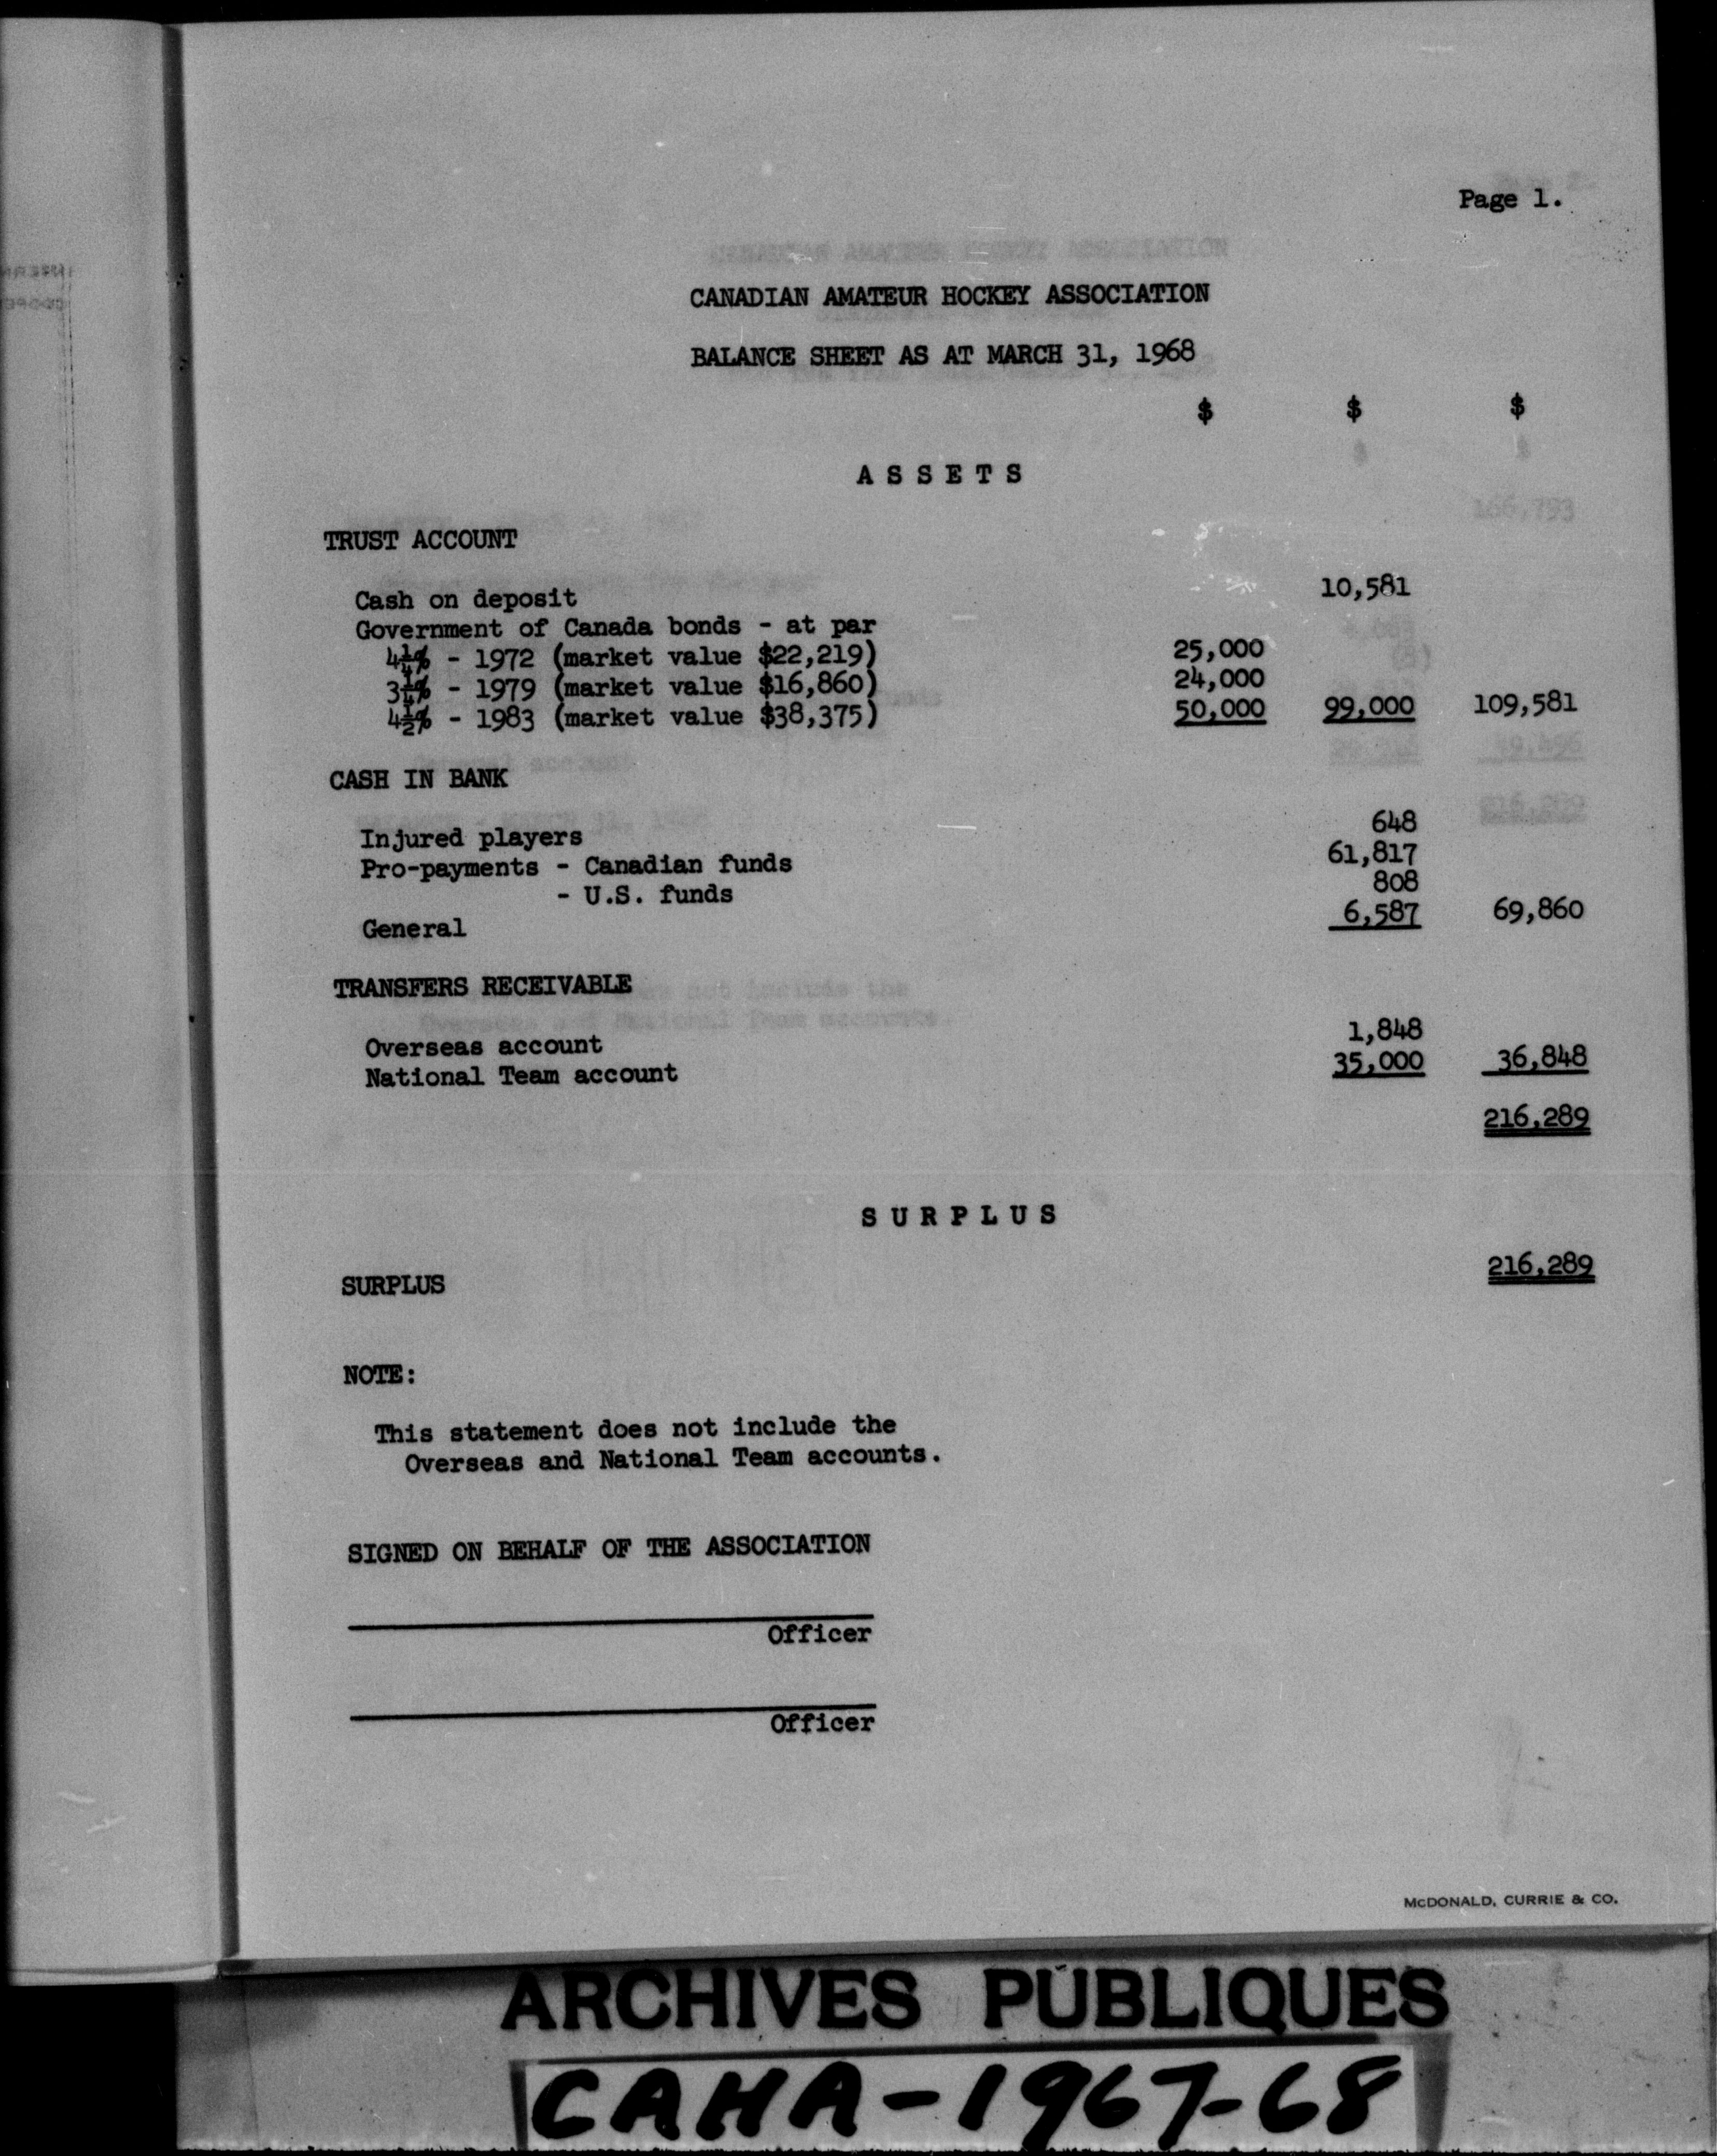 Page 1.
CANADIAN AMATEUR HOCKEY ASSOCIATION
BALANCE SHEET AS AT MARCH 31, 1968
$ $ $
A S S E T S
TRUST ACCOUNT
Cash on deposit 10,581
Government of Canada bonds - at par
4¼% - 1972 (market value $22,219) 25,000
3¼% - 1979 (market value $16,860) 24,000
4½% - 1983 (market value $38,375) 50,000 99,000 109,581
CASH IN BANK
Injured players 648
Pro-payments - Canadian funds 61,817
- U.S. funds 808
General 6,587 69,860
TRANSFERS RECEIVABLE
Overseas account 1,848
National Team account 35,000 36,848
216,289
S U R P L U S
SURPLUS 216,289
NOTE:
This statement does not include the
Overseas and National Team accounts.
SIGNED ON BEHALF OF THE ASSOCIATION
Officer
Officer
McDONALD, CURRIE & CO.
ARCHIVES PUBLIQUES
CAHA-1967-68